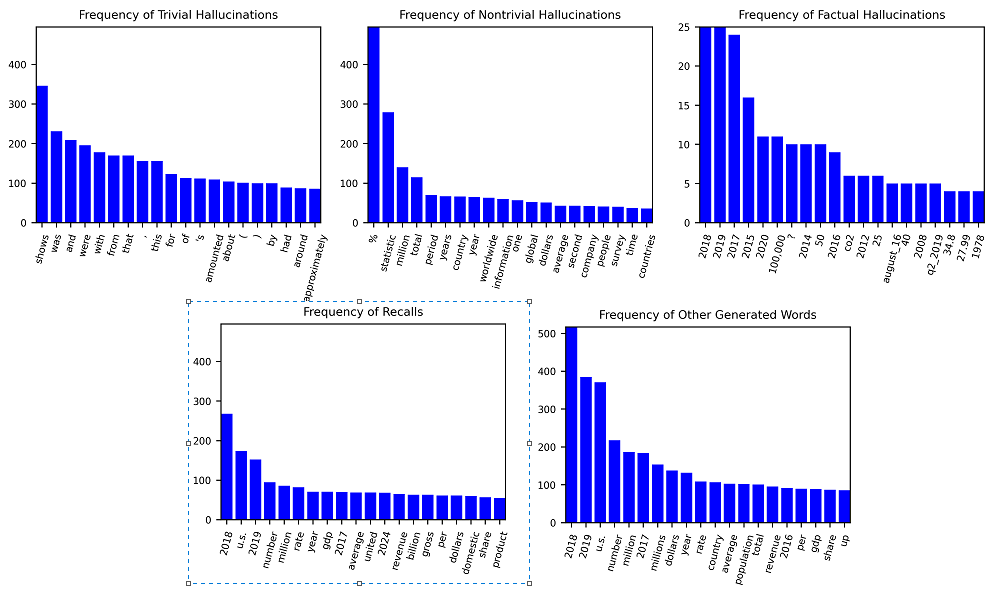 Frequency of Trivial Hallucinations
400
300
200
100
0
shows
was
and
were
with
from
that
.
this
for
of
's
amounted
about
(
)
by
had
around
approximately
Frequency of Nontrivial Hallucinations
400
300
200
100
0
%
statistic
million
total
period
years
country
year
worldwide
information
one
global
dollars
average
second
company
people
survey
time
countries
Frequency of Factual Hallucinations
25
20
15
10
5
0
2018
2019
2017
2015
2020
100,000
?
2014
50
2016
co2
2012
25
august_16
40
2008
q2_2019
34.8
27.99
1978
Frequency of Recalls
400
300
200
100
0
2018
u.s.
2019
number
million
rate
year
gdp
2017
average
united
2024
revenue
billion
gross
per
dollars
domestic
share
product
Frequency of Other Generated Words
500
400
300
200
100
0
2018
2019
u.s.
number
million
2017
millions
dollars
year
rate
country
average
population
total
revenue
2016
per
gdp
share
up